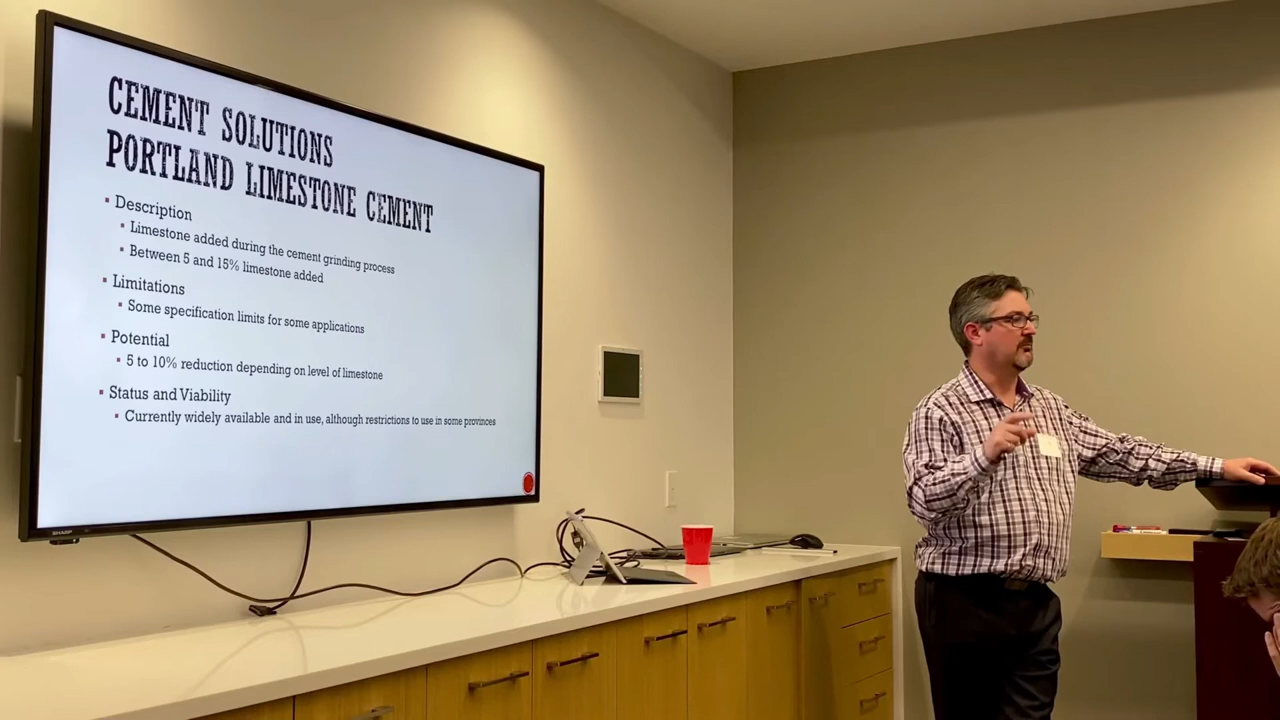 CEMENT SOLUTIONS
PORTLAND LIMESTONE CEMENT
Description
Limestone added during the cement grinding process
Between 5 and 15% limestone added
Limitations
Some specification limits for some applications
Potential
5 to 10% reduction depending on level of limestone
Status and Viability
Currently widely available and in use, although restrictions to use in some provinces
SHARP